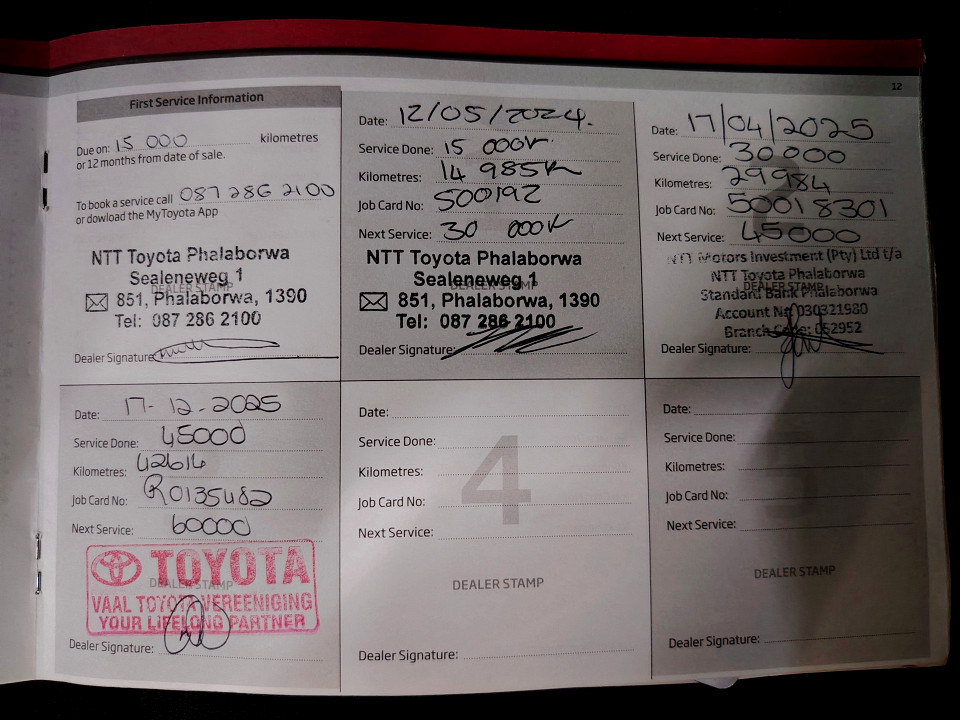 12
First Service Information
Due on: 15 000 kilometres
or 12 months from date of sale.
To book a service call 087 286 2100
or dowload the MyToyota App
NTT Toyota Phalaborwa
Sealeneweg 1
DEALER STAMP
851, Phalaborwa, 1390
Tel: 087 286 2100
Dealer Signature:
Date: 12/05/2024.
Service Done: 15 000K
Kilometres: 14 985K
Job Card No: 500192
Next Service: 30 000K
NTT Toyota Phalaborwa
Sealeneweg 1
DEALER STAMP
851, Phalaborwa, 1390
Tel: 087 286 2100
Dealer Signature:
Date: 17/04/2025
Service Done: 30000
Kilometres: 29984
Job Card No: 50018301
Next Service: 45000
NTT Motors Investment (Pty) Ltd t/a
NTT Toyota Phalaborwa
DEALER STAMP
Standard Bank Phalaborwa
Account Nr 030321980
Branch Code: 052952
Dealer Signature:
Date: 17-12-2025
Service Done: 45000
Kilometres: 42614
Job Card No: R0135482
Next Service: 60000
TOYOTA
DEALER STAMP
VAAL TOYOTA VEREENIGING
YOUR LIFELONG PARTNER
Dealer Signature:
Date:
Service Done:
4
Kilometres:
Job Card No:
Next Service:
DEALER STAMP
Dealer Signature:
Date:
Service Done:
Kilometres:
Job Card No:
Next Service:
DEALER STAMP
Dealer Signature: